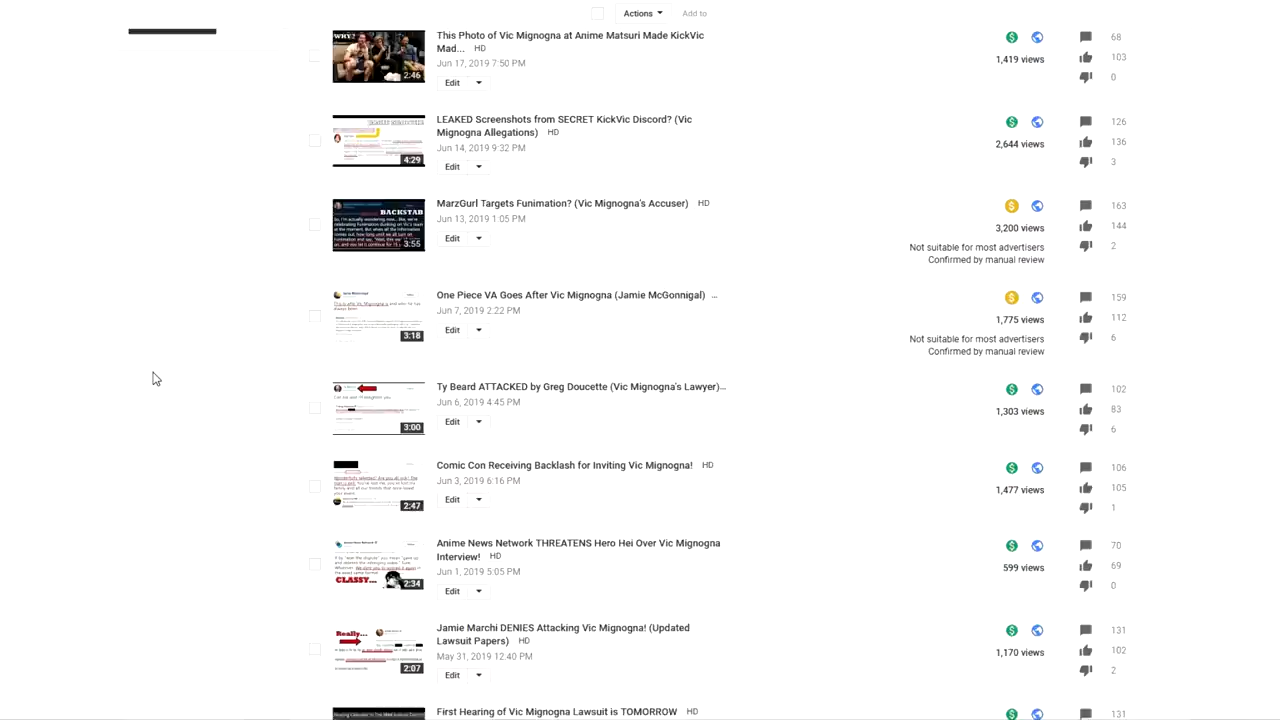 Actions
Add to
WHY?
2:46
This Photo of Vic Mignogna at Anime Matsuri Made KickVic
Mad... HD
Jun 17, 2019 7:50 PM
Edit
1,419 views
68
103
0
4:29
LEAKED Screenshots from SECRET KickVic Discord? (Vic
Mignogna Allegations) HD
Jun 14, 2019 9:32 PM
Edit
2,644 views
126
136
3
BACKSTAB
3:55
MarzGurl Targets Funimation? (Vic Mignogna's Accuser) HD
Jun 13, 2019 1:05 PM
Edit
3,200 views
Not suitable for most advertisers
Confirmed by manual review
163
144
2
3:18
One Piece VA Goes After Vic Mignogna (Jamie McGonnigal) ...
Jun 7, 2019 2:22 PM
Edit
1,775 views
Not suitable for most advertisers
Confirmed by manual review
159
112
6
3:00
Ty Beard ATTACKED by Greg Doucette (Vic Mignogna's Lawyer)...
Jun 6, 2019 4:45 PM
Edit
1,303 views
102
83
6
2:47
Comic Con Receiving Backlash for Inviting Vic Mignogna! HD
Jun 3, 2019 6:16 PM
Edit
1,477 views
106
105
1
CLASSY...
2:34
Anime News Network THREATENS Hero Hei Over Vic Mignogna
Interview! HD
Jun 1, 2019 5:05 PM
Edit
599 views
70
69
0
Really...
2:07
Jamie Marchi DENIES Attacking Vic Mignogna! (Updated
Lawsuit Papers) HD
May 31, 2019 12:40 PM
Edit
1,170 views
131
102
2
First Hearing of Vic Mignogna Lawsuit is TOMORROW HD
131